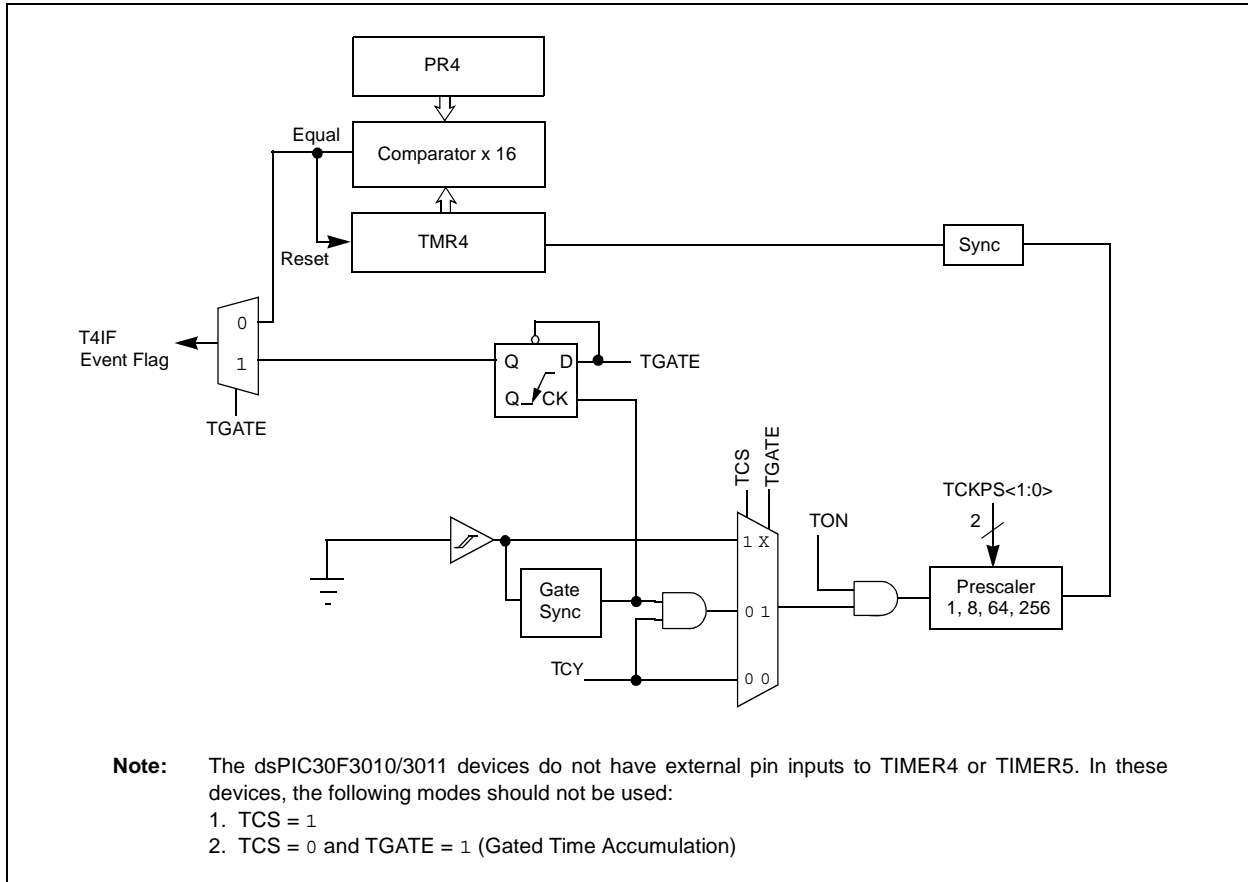 PR4
Equal
Comparator x 16
TMR4
Reset
Sync
T4IF
Event Flag
0
1
TGATE
Q
D
Q
CK
TGATE
TCS
TGATE
TCKPS<1:0>
2
TON
1 X
Gate
Sync
0 1
Prescaler
1, 8, 64, 256
TCY
0 0
Note: The dsPIC30F3010/3011 devices do not have external pin inputs to TIMER4 or TIMER5. In these
devices, the following modes should not be used:
1. TCS = 1
2. TCS = 0 and TGATE = 1 (Gated Time Accumulation)